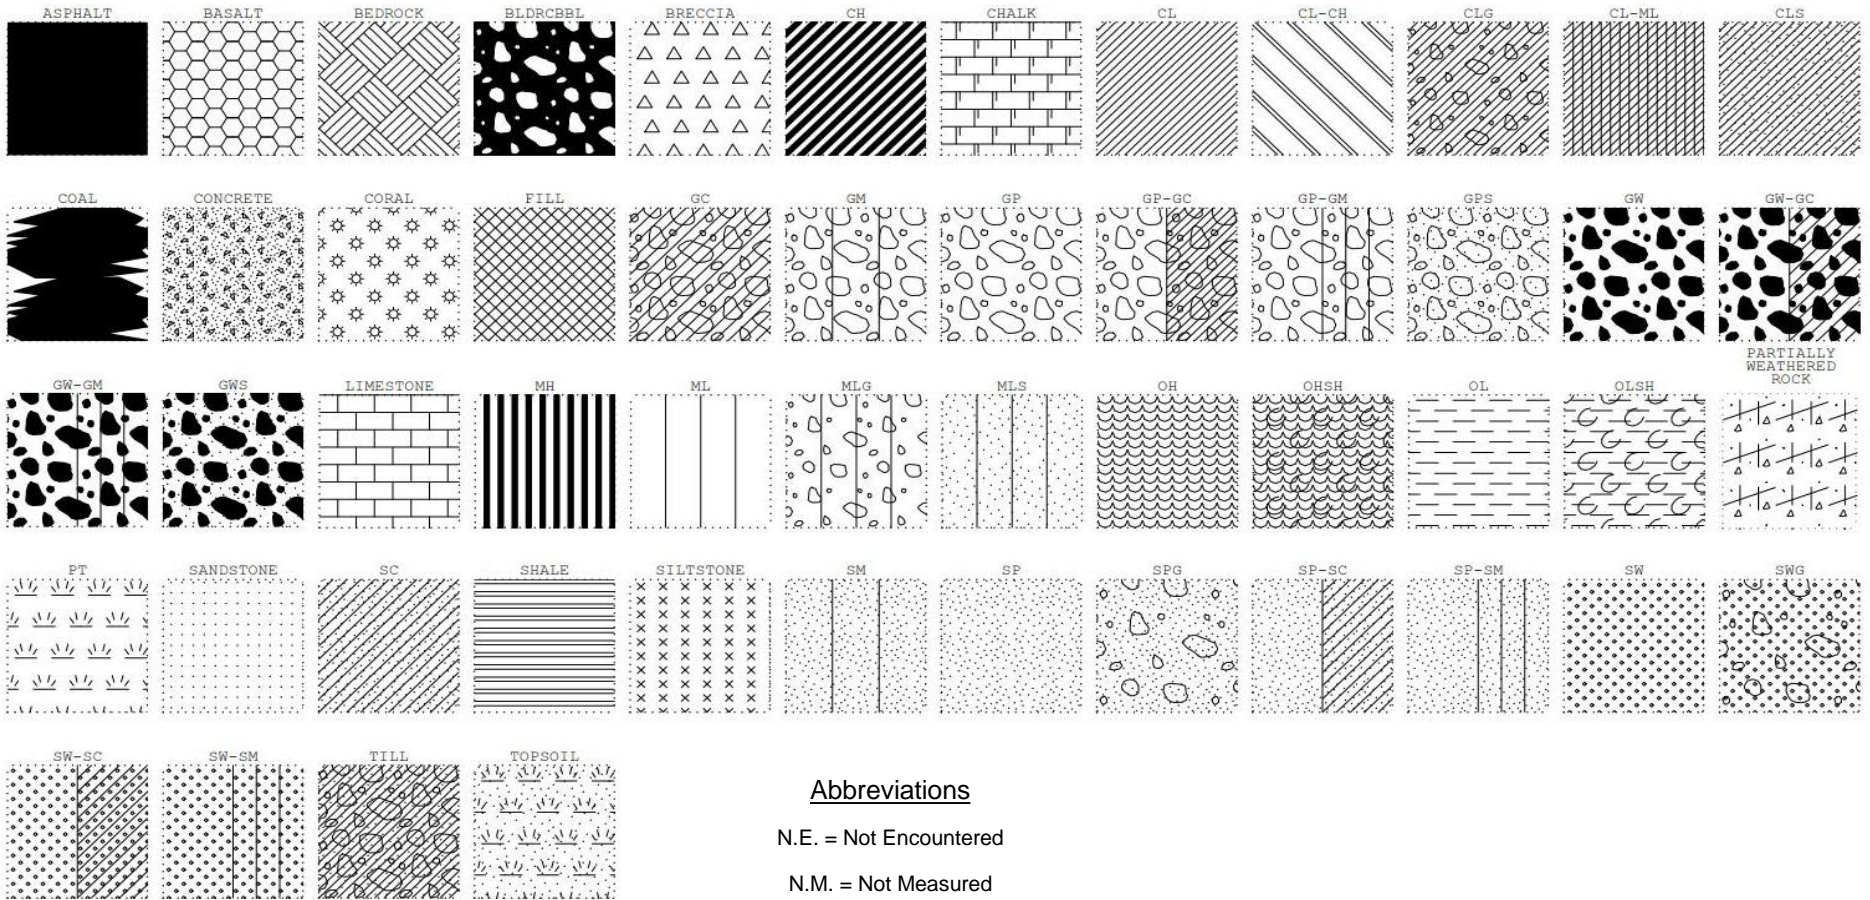 ASPHALT BASALT BEDROCK BLDRCBBL BRECCIA CH CHALK CL CL-CH CLG CL-ML CLS
COAL CONCRETE CORAL FILL GC GM GP GP-GC GP-GM GPS GW GW-GC
GW-GM GWS LIMESTONE MH ML MLG MLS OH OHSH OL OLSH PARTIALLY
WEATHERED
ROCK
PT SANDSTONE SC SHALE SILTSTONE SM SP SPG SP-SC SP-SM SW SWG
SW-SC SW-SM TILL TOPSOIL
Abbreviations
N.E. = Not Encountered
N.M. = Not Measured